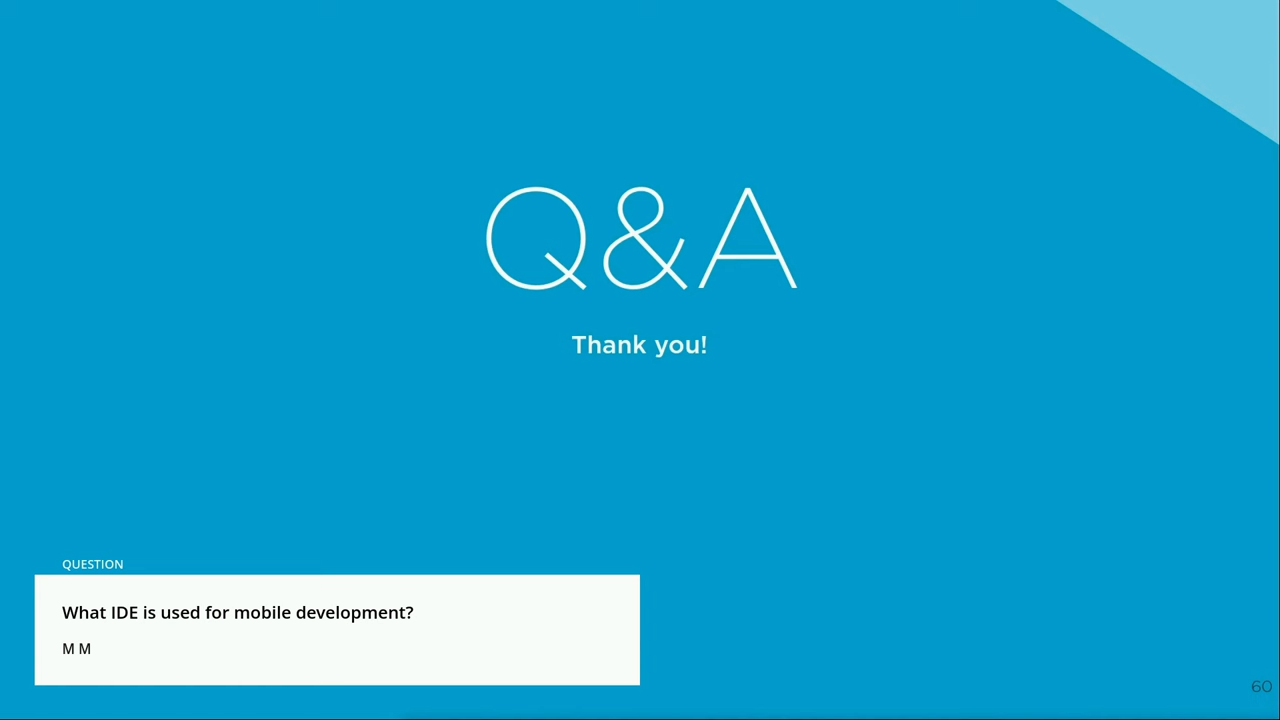 Q&A
Thank you!
QUESTION
What IDE is used for mobile development?
M M
60